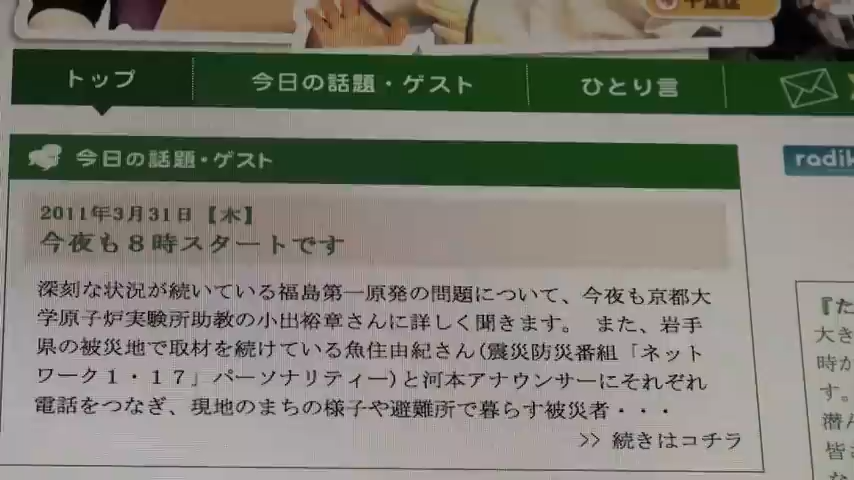 トップ
今日の話題・ゲスト
ひとり言
今日の話題・ゲスト
2011年3月31日【木】
今夜も8時スタートです
深刻な状況が続いている福島第一原発の問題について、今夜も京都大
学原子炉実験所助教の小出裕章さんに詳しく聞きます。 また、岩手
県の被災地で取材を続けている魚住由紀さん(震災防災番組「ネット
ワーク1・17」パーソナリティー)と河本アナウンサーにそれぞれ
電話をつなぎ、現地のまちの様子や避難所で暮らす被災者・・・
>> 続きはコチラ
radik
『た
大き
時か
す。
潜ん
皆さ